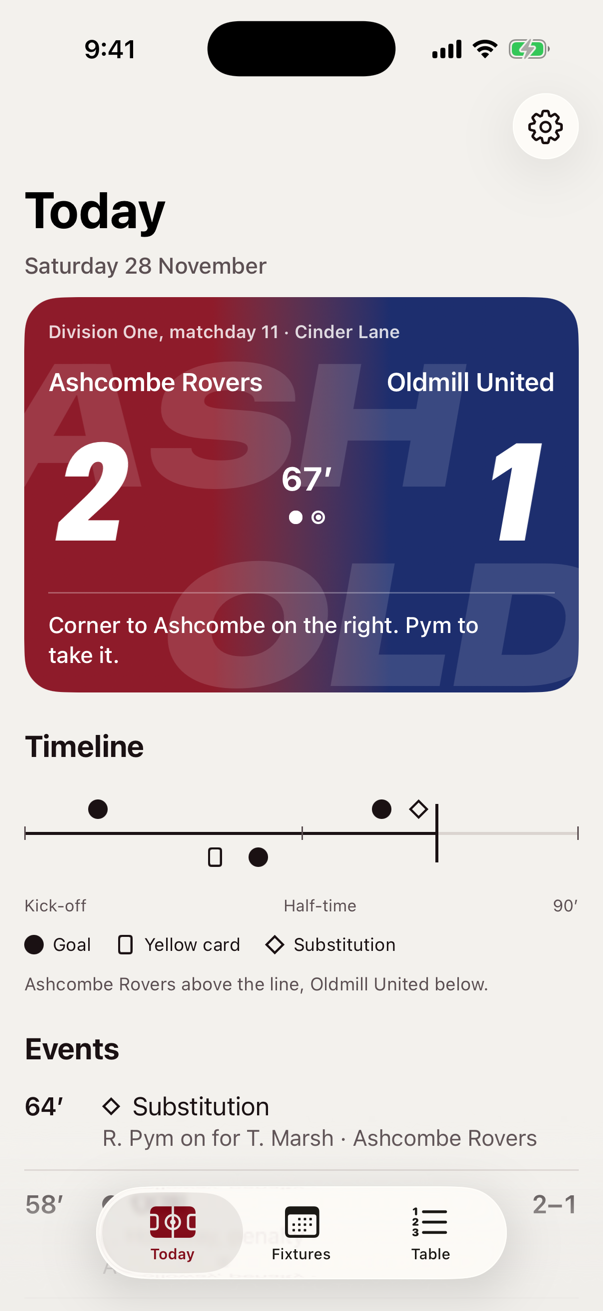 9:41
Today
Saturday 28 November
Division One, matchday 11 · Cinder Lane
ASH
Ashcombe Rovers
Oldmill United
2
67′
1
OLD
Corner to Ashcombe on the right. Pym to
take it.
Timeline
Kick-off
Half-time
90′
Goal
Yellow card
Substitution
Ashcombe Rovers above the line, Oldmill United below.
Events
64′
Substitution
R. Pym on for T. Marsh · Ashcombe Rovers
58′
2–1
Today
Fixtures
Table